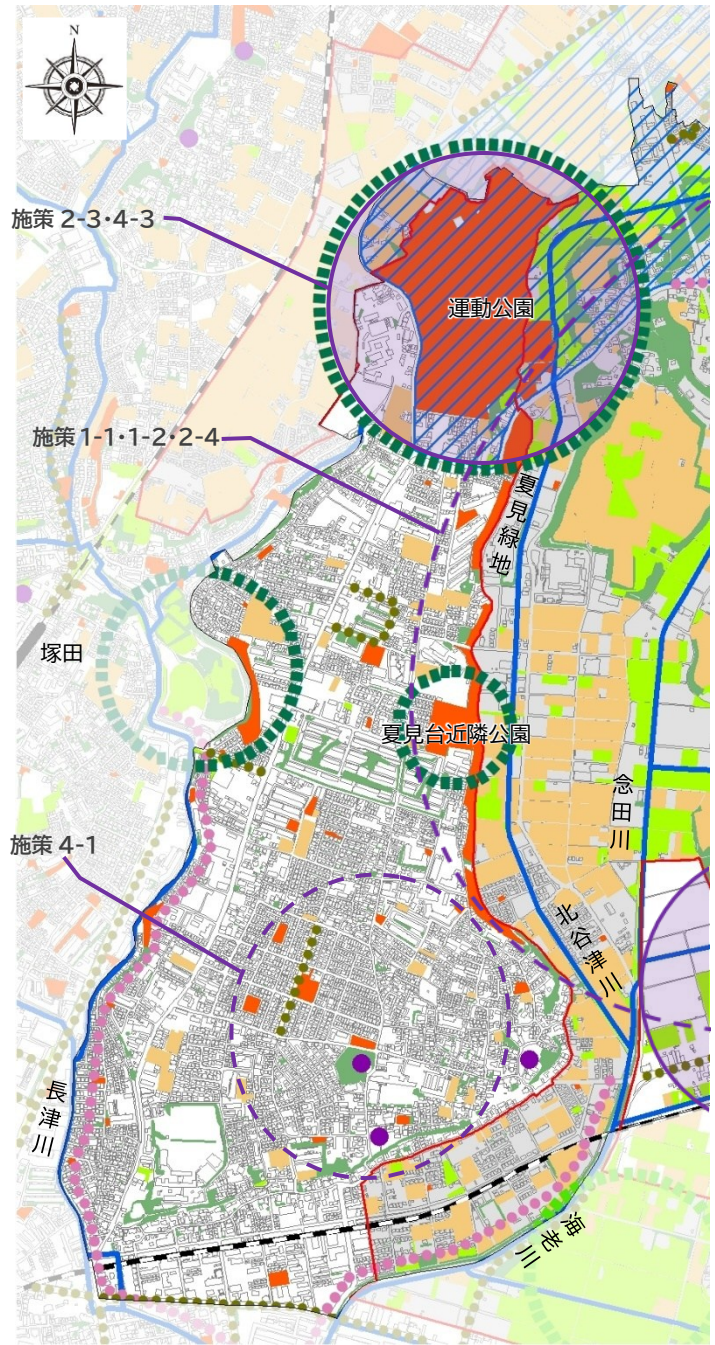 N
施策 2-3・4-3
運動公園
施策 1-1・1-2・2-4
夏見緑地
塚田
夏見台近隣公園
念田川
施策 4-1
北谷津川
長津川
海老川